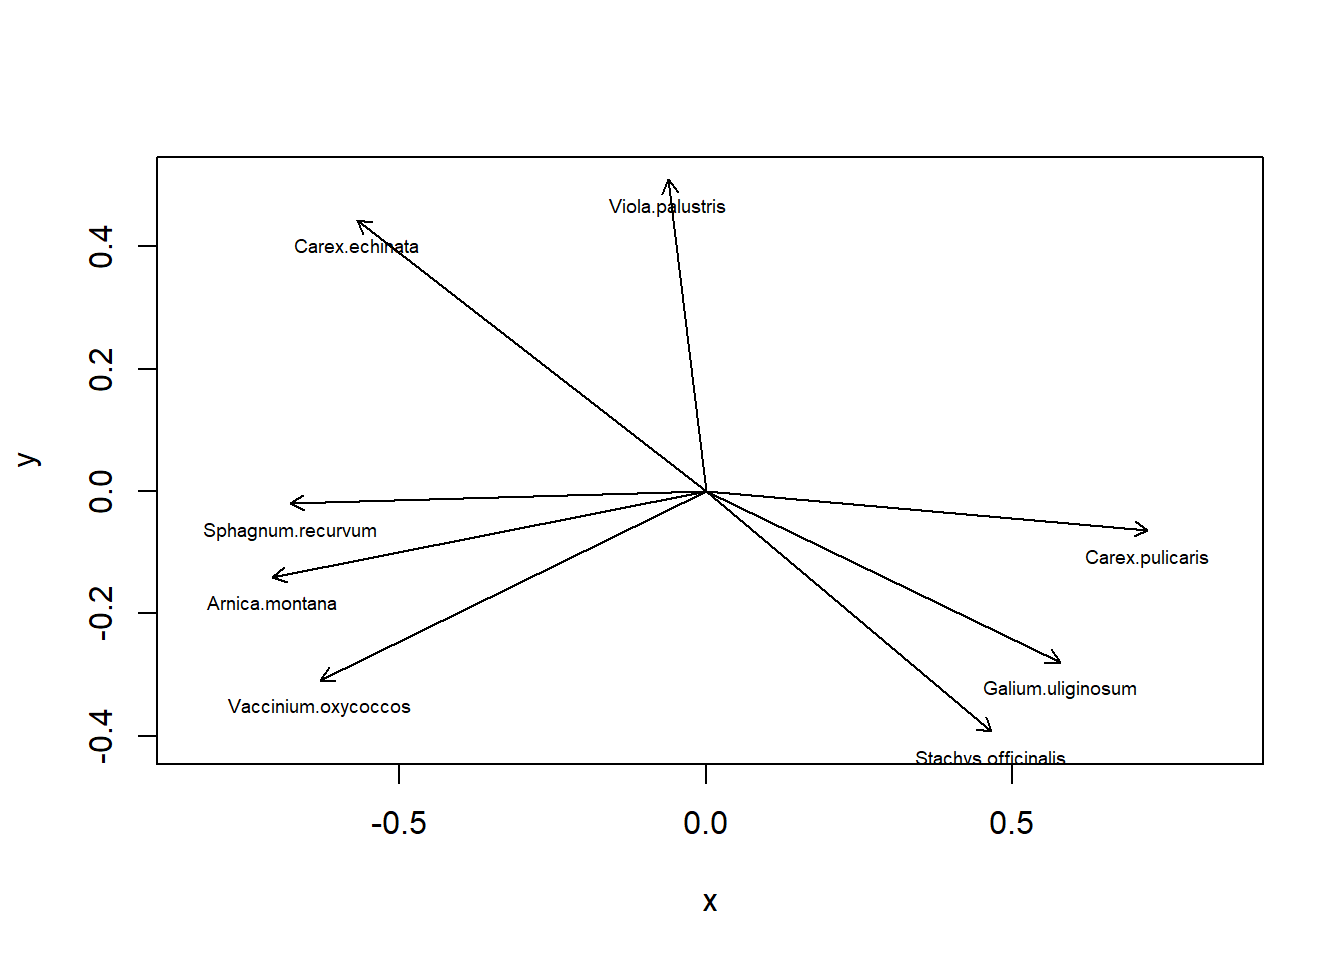 Viola.palustris
Carex.echinata
Sphagnum.recurvum
Carex.pulicaris
Arnica.montana
Galium.uliginosum
Vaccinium.oxycoccos
Stachys.officinalis
y
0.4
0.2
0.0
-0.2
-0.4
-0.5
0.0
0.5
x